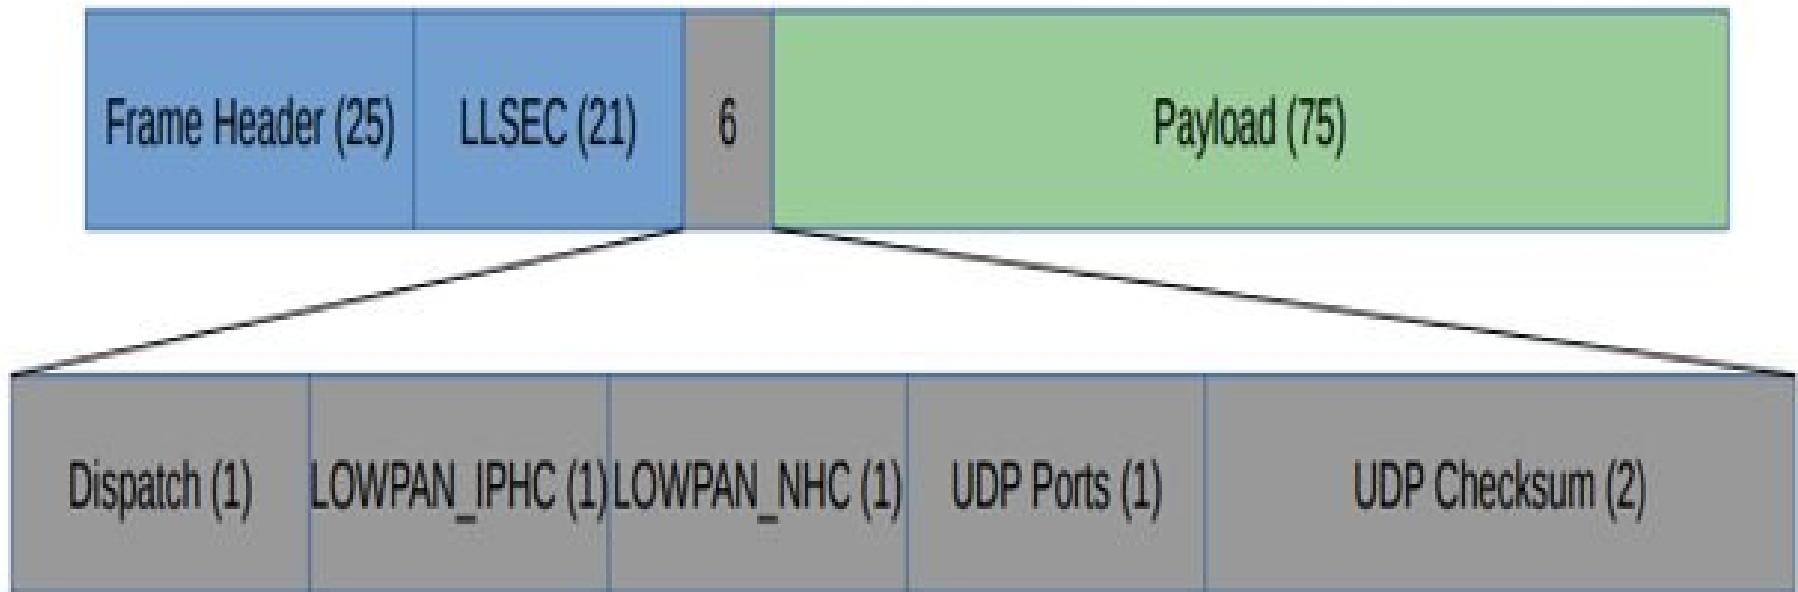 Frame Header (25) LLSEC (21) 6 Payload (75)
Dispatch (1) LOWPAN_IPHC (1) LOWPAN_NHC (1) UDP Ports (1) UDP Checksum (2)